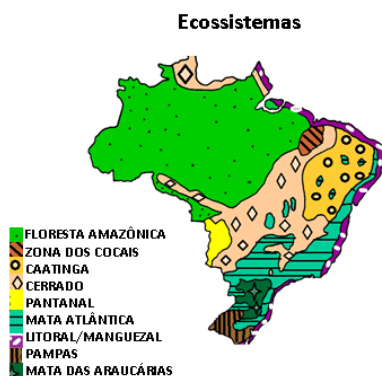 Ecossistemas
FLORESTA AMAZÔNICA
ZONA DOS COCAIS
CAATINGA
CERRADO
PANTANAL
MATA ATLÂNTICA
LITORAL/MANGUEZAL
PAMPAS
MATA DAS ARAUCÁRIAS